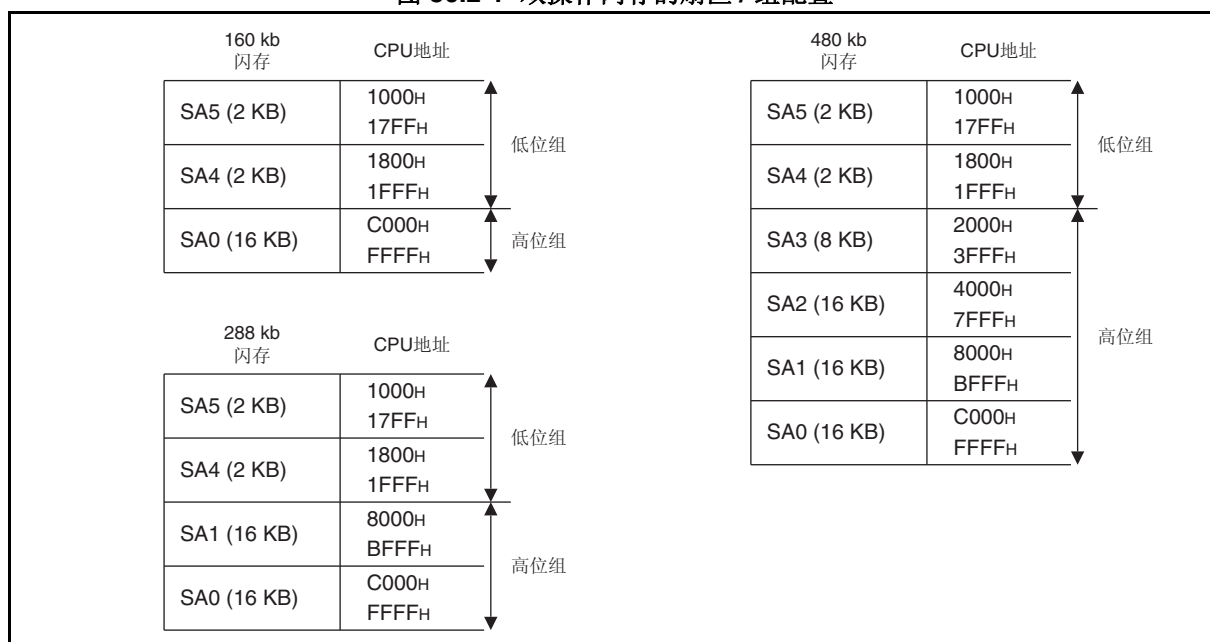 160 kb
闪存
CPU地址
SA5 (2 KB)
1000H
17FFH
SA4 (2 KB)
1800H
1FFFH
低位组
SA0 (16 KB)
C000H
FFFFH
高位组
288 kb
闪存
CPU地址
SA5 (2 KB)
1000H
17FFH
SA4 (2 KB)
1800H
1FFFH
低位组
SA1 (16 KB)
8000H
BFFFH
SA0 (16 KB)
C000H
FFFFH
高位组
480 kb
闪存
CPU地址
SA5 (2 KB)
1000H
17FFH
SA4 (2 KB)
1800H
1FFFH
低位组
SA3 (8 KB)
2000H
3FFFH
SA2 (16 KB)
4000H
7FFFH
SA1 (16 KB)
8000H
BFFFH
SA0 (16 KB)
C000H
FFFFH
高位组